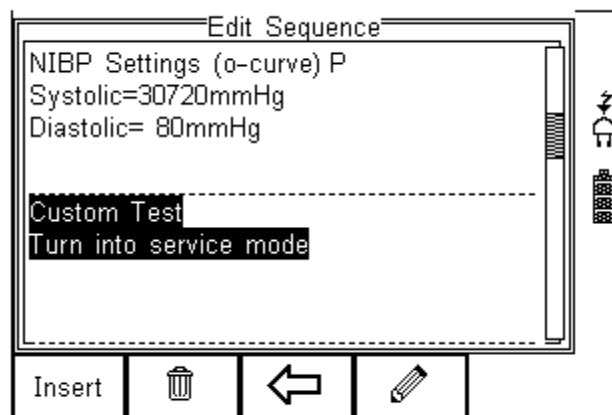 Edit Sequence
NIBP Settings (o-curve) P
Systolic=30720mmHg
Diastolic= 80mmHg
Custom Test
Turn into service mode
Insert